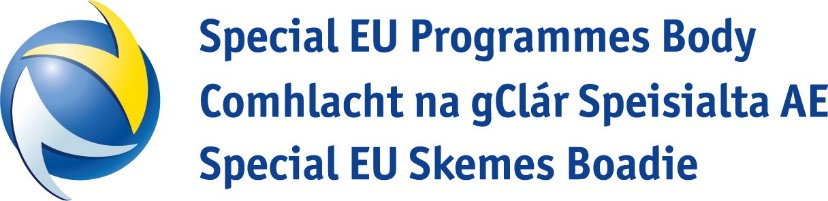 Special EU Programmes Body
Comhlacht na gClár Speisialta AE
Special EU Skemes Boadie